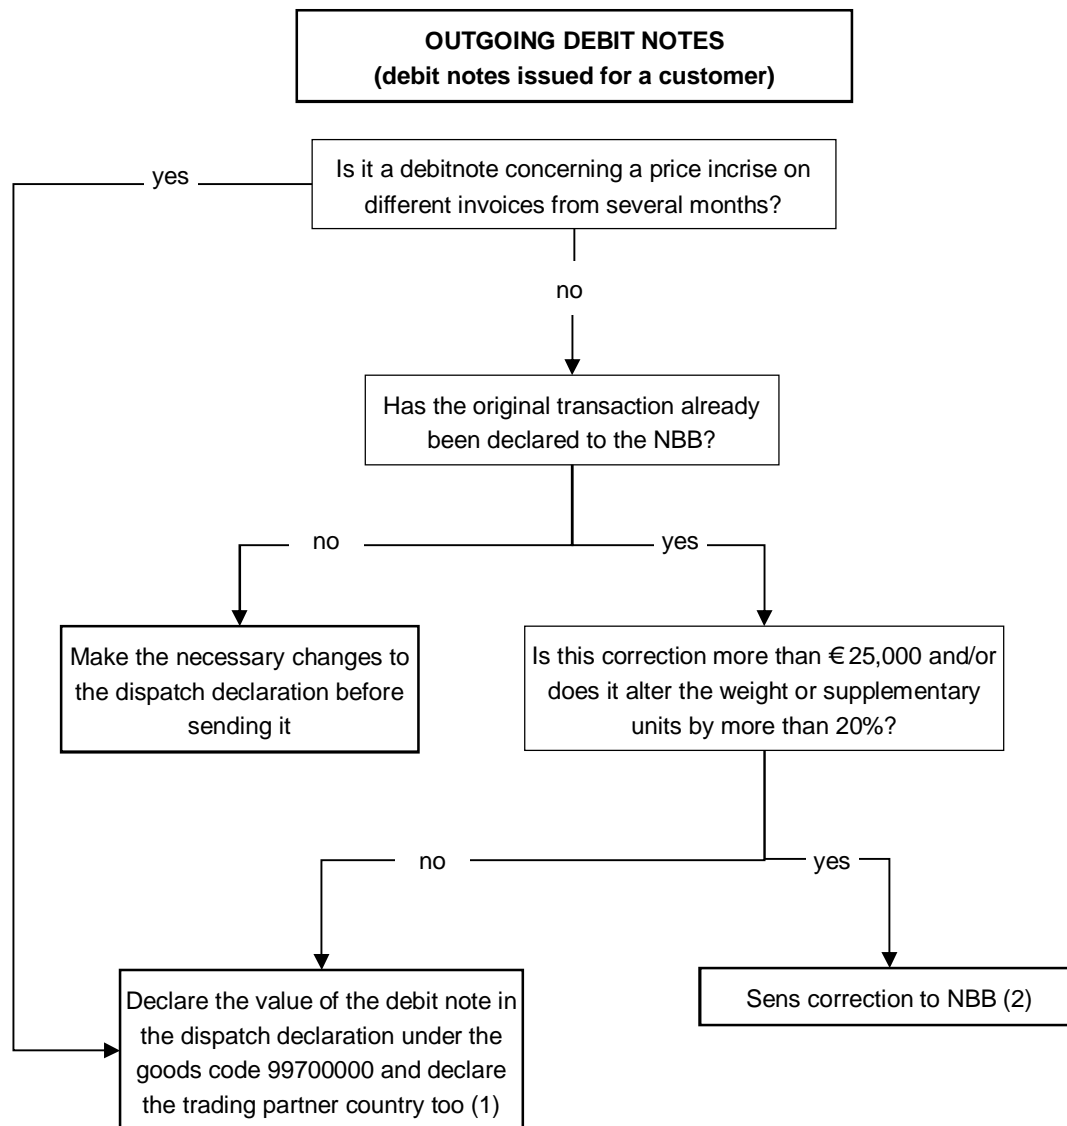 OUTGOING DEBIT NOTES
(debit notes issued for a customer)
yes
Is it a debitnote concerning a price incrise on
different invoices from several months?
no
Has the original transaction already
been declared to the NBB?
no
yes
Make the necessary changes to
the dispatch declaration before
sending it
Is this correction more than € 25,000 and/or
does it alter the weight or supplementary
units by more than 20%?
no
yes
Declare the value of the debit note in
the dispatch declaration under the
goods code 99700000 and declare
the trading partner country too (1)
Sens correction to NBB (2)